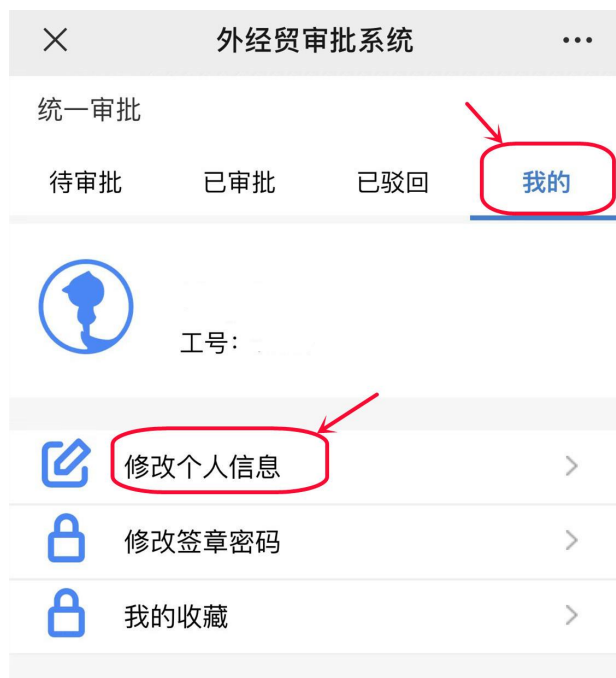 外经贸审批系统
统一审批
待审批 已审批 已驳回 我的
工号：
修改个人信息
修改签章密码
我的收藏